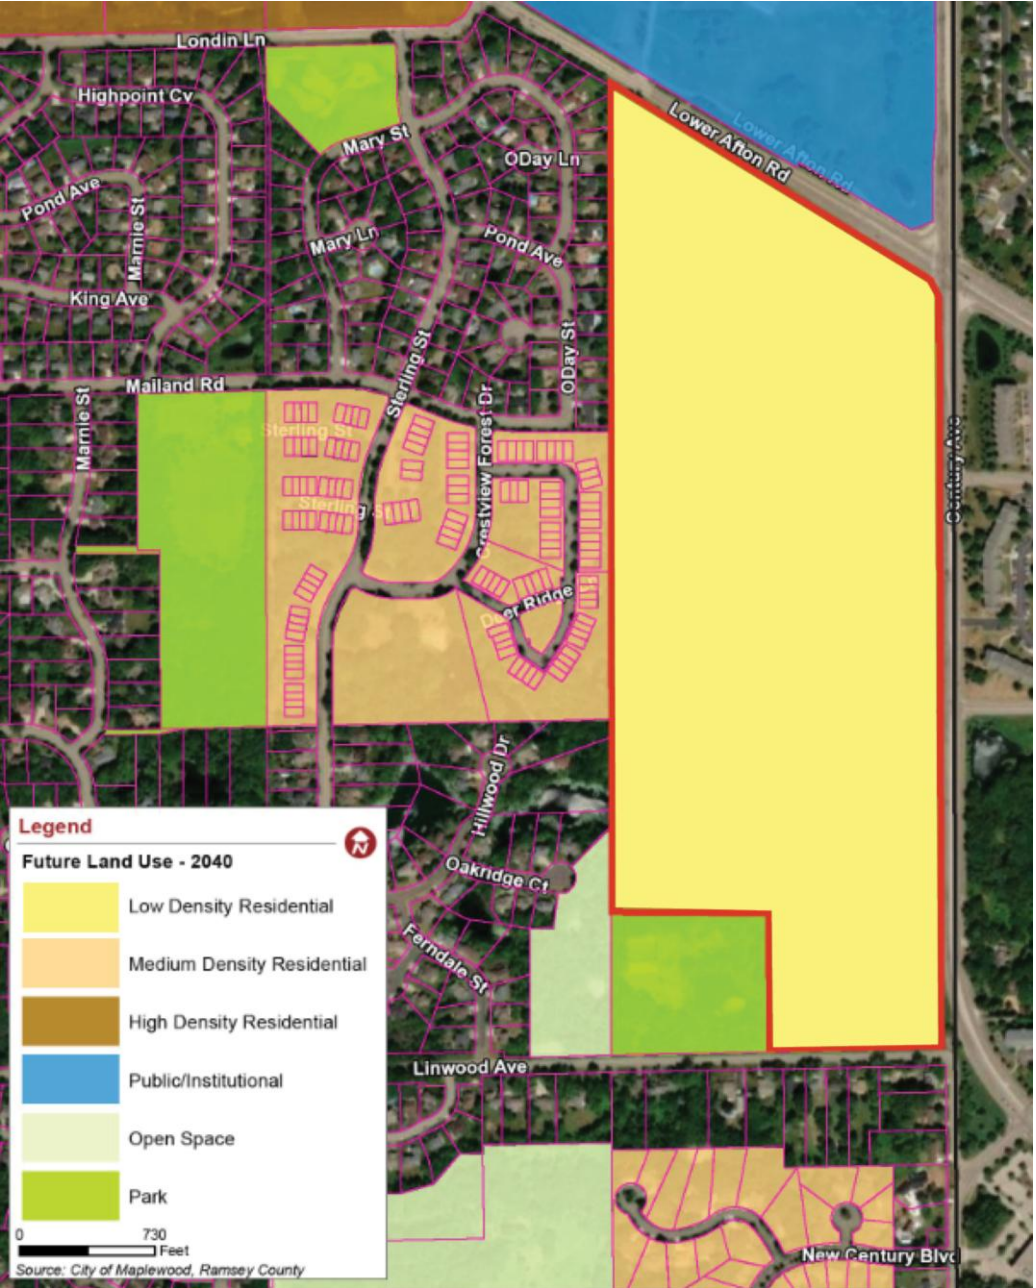 Londin Ln
Highpoint Cv
Mary St
Lower Afton Rd
Lower Afton Rd
ODay Ln
Pond Ave
Marnie St
Mary Ln
Pond Ave
King Ave
Sterling St
ODay St
Mailand Rd
Marnie St
Crestview Forest Dr
Century Ave
Sterling St
Sterling St
Deer Ridge
Hillwood Dr
Oakridge Ct
Ferndale St
Linwood Ave
New Century Blvd
Legend
N
Future Land Use - 2040
Low Density Residential
Medium Density Residential
High Density Residential
Public/Institutional
Open Space
Park
0 730
Feet
Source: City of Maplewood, Ramsey County